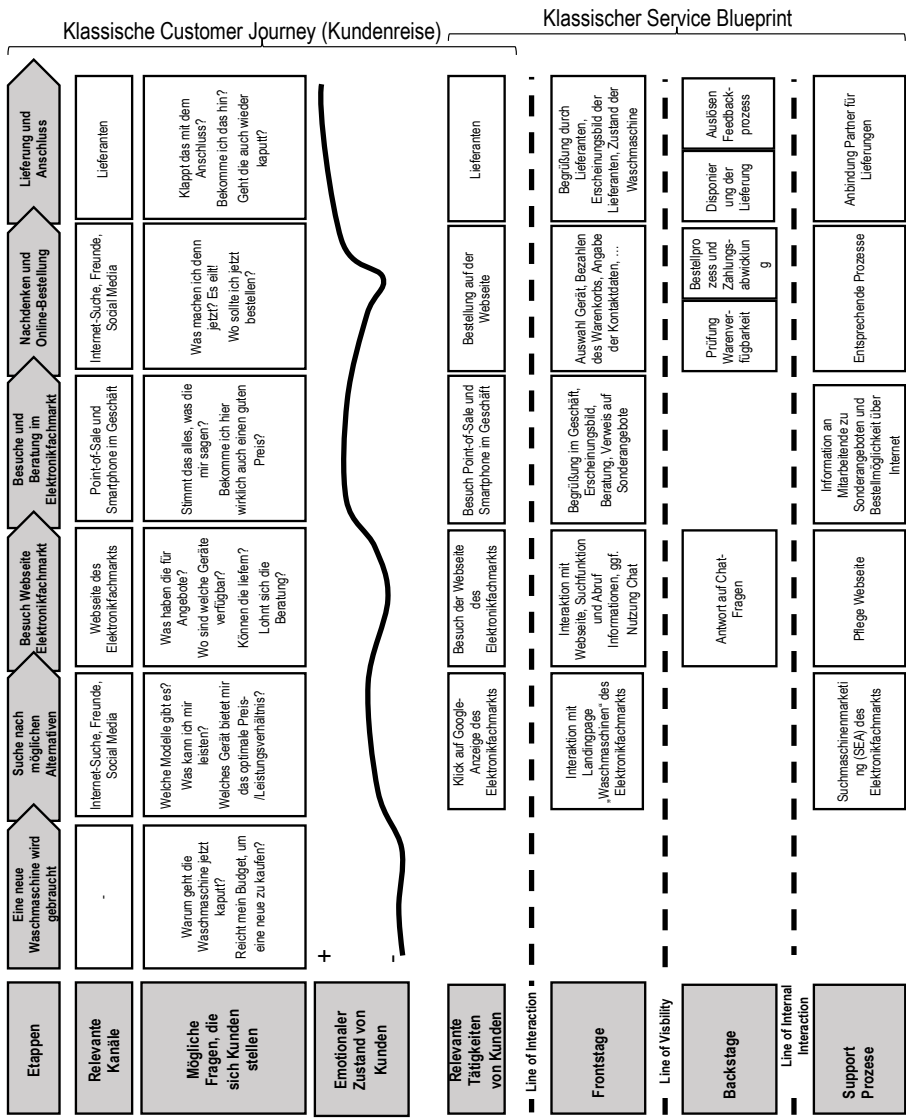 Klassische Customer Journey (Kundenreise)
Klassischer Service Blueprint
Etappen
Eine neue
Waschmaschine wird
gebraucht
Suche nach
möglichen
Alternativen
Besuch Webseite
Elektronikfachmarkt
Besuche und
Beratung im
Elektronikfachmarkt
Nachdenken und
Online-Bestellung
Lieferung und
Anschluss
Relevante
Kanäle
-
Internet-Suche, Freunde,
Social Media
Webseite des
Elektronikfachmarkts
Point-of-Sale und
Smartphone im Geschäft
Internet-Suche, Freunde,
Social Media
Lieferanten
Mögliche
Fragen, die
sich Kunden
stellen
Warum geht die
Waschmaschine jetzt
kaputt?
Reicht mein Budget, um
eine neue zu kaufen?
Welche Modelle gibt es?
Was kann ich mir
leisten?
Welches Gerät bietet mir
das optimale Preis-
/Leistungsverhältnis?
Was haben die für
Angebote?
Wo sind welche Geräte
verfügbar?
Können die liefern?
Lohnt sich die
Beratung?
Stimmt das alles, was die
mir sagen?
Bekomme ich hier
wirklich auch einen guten
Preis?
Was machen ich denn
jetzt? Es eilt!
Wo sollte ich jetzt
bestellen?
Klappt das mit dem
Anschluss?
Bekomme ich das hin?
Geht die auch wieder
kaputt?
Emotionaler
Zustand von
Kunden
+
-
Relevante
Tätigkeiten
von Kunden
Klick auf Google-
Anzeige des
Elektronikfachmarkts
Besuch der Webseite
des
Elektronikfachmarkts
Besuch Point-of-Sale und
Smartphone im Geschäft
Bestellung auf der
Webseite
Lieferanten
Line of Interaction
Frontstage
Interaktion mit
Landingpage
„Waschmaschinen" des
Elektronikfachmarkts
Interaktion mit
Webseite, Suchfunktion
und Abruf
Informationen, ggf.
Nutzung Chat
Begrüßung im Geschäft,
Erscheinungsbild,
Beratung, Verweis auf
Sonderangebote
Auswahl Gerät, Bezahlen
des Warenkorbs, Angabe
der Kontaktdaten, …
Begrüßung durch
Lieferanten,
Erscheinungsbild der
Lieferanten, Zustand der
Waschmaschine
Line of Visbility
Backstage
Antwort auf Chat-
Fragen
Prüfung
Warenver-
fügbarkeit
Bestellpro
zess und
Zahlungs-
abwicklun
g
Disponier
ung der
Lieferung
Auslösen
Feedback-
prozess
Line of Internal
Interaction
Support
Prozese
Suchmaschinenmarketi
ng (SEA) des
Elektronikfachmarkts
Pflege Webseite
Information an
Mitarbeitende zu
Sonderangeboten und
Bestellmöglichkeit über
Internet
Entsprechende Prozesse
Anbindung Partner für
Lieferungen